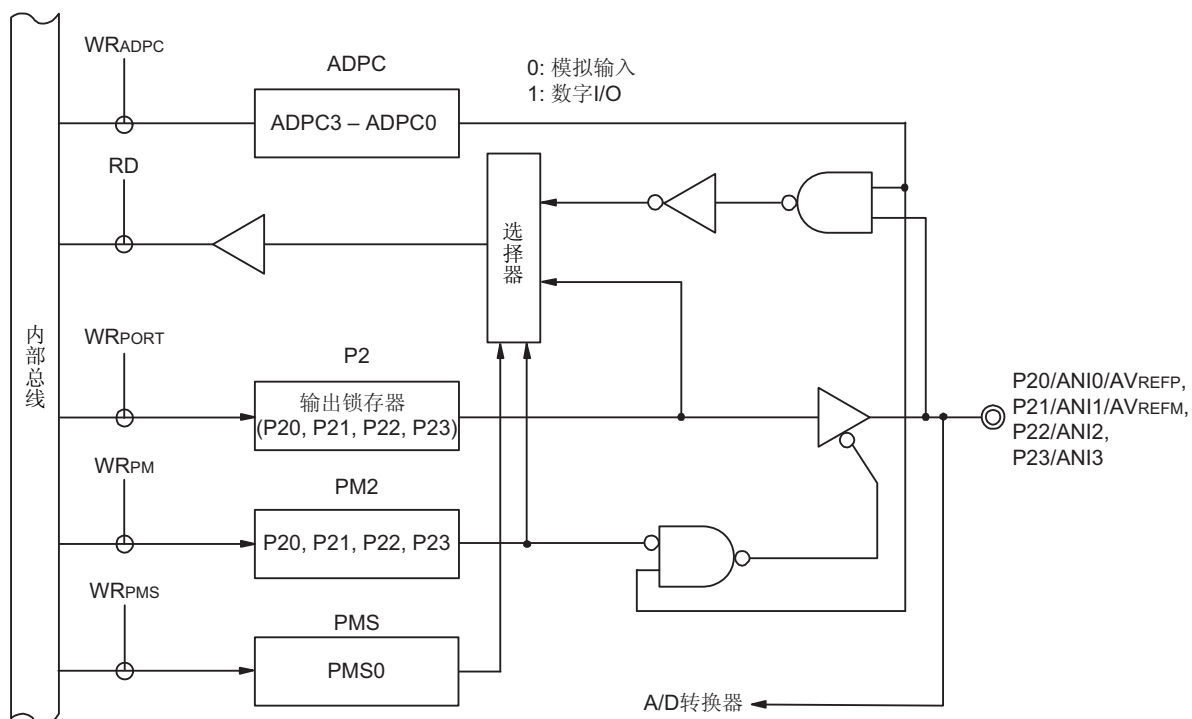 WRADPC
ADPC
0: 模拟输入
1: 数字I/O
ADPC3 – ADPC0
RD
选择器
内部总线
WRPORT
P2
输出锁存器
(P20, P21, P22, P23)
P20/ANI0/AVREFP,
P21/ANI1/AVREFM,
P22/ANI2,
P23/ANI3
WRPM
PM2
P20, P21, P22, P23
WRPMS
PMS
PMS0
A/D转换器